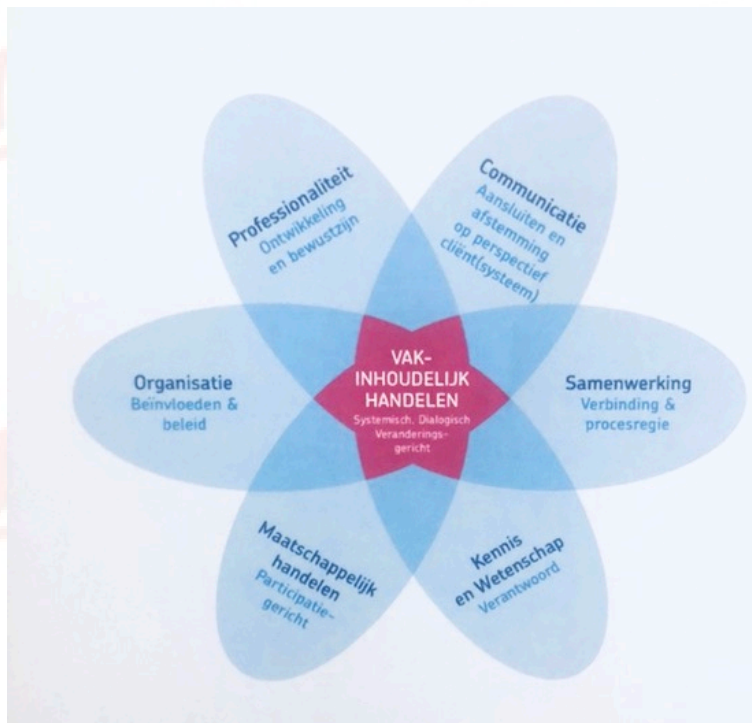 Professionaliteit
Ontwikkeling
en bewustzijn
Communicatie
Aansluiten en
afstemming
op perspectief
cliënt(systeem)
Organisatie
Beïnvloeden &
beleid
VAK-
INHOUDELIJK
HANDELEN
Systemisch, Dialogisch
Veranderings-
gericht
Samenwerking
Verbinding &
procesregie
Maatschappelijk
handelen
Participatie-
gericht
Kennis
en Wetenschap
Verantwoord